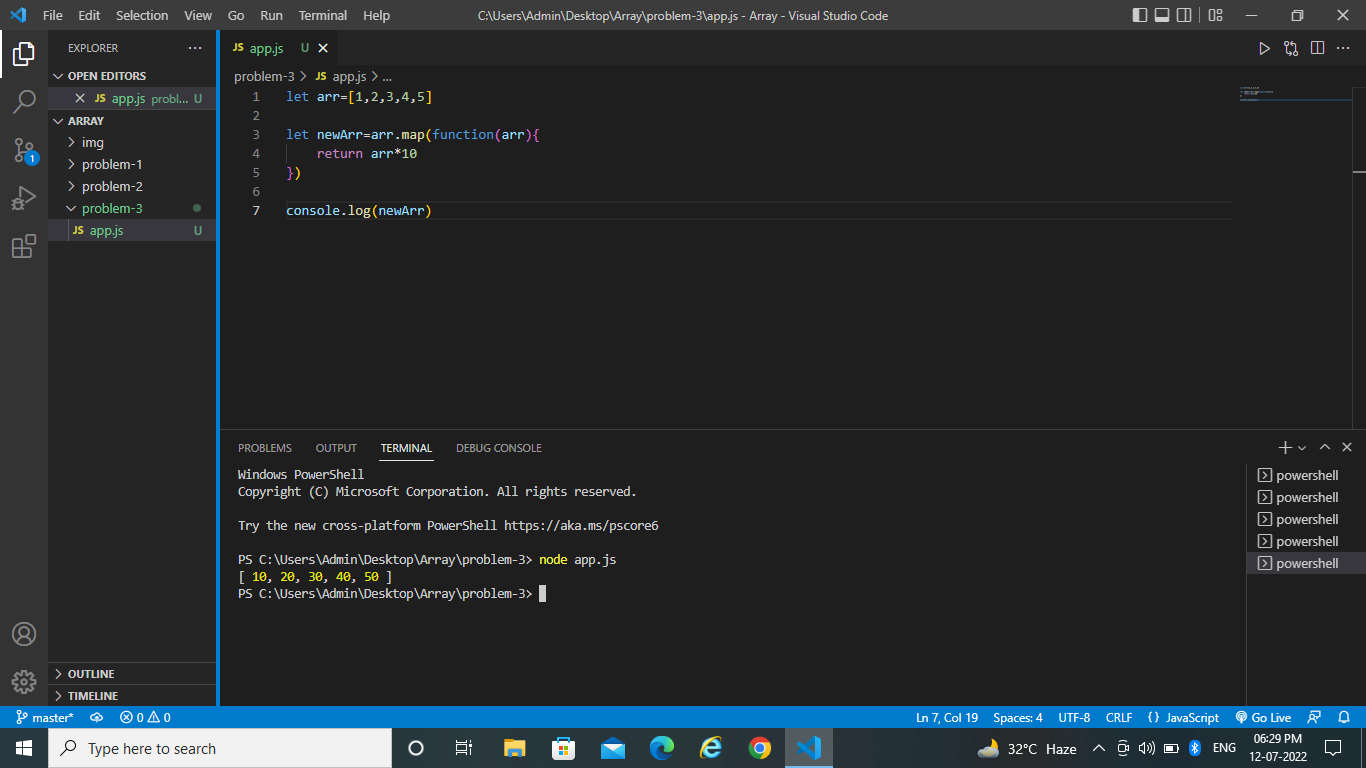 File Edit Selection View Go Run Terminal Help C:\Users\Admin\Desktop\Array\problem-3\app.js - Array - Visual Studio Code
EXPLORER
OPEN EDITORS
JS app.js probl... U
ARRAY
img
problem-1
problem-2
problem-3
JS app.js U
OUTLINE
TIMELINE
1
JS app.js U
problem-3 > JS app.js > ...
1 let arr=[1,2,3,4,5]
2
3 let newArr=arr.map(function(arr){
4 return arr*10
5 })
6
7 console.log(newArr)
PROBLEMS OUTPUT TERMINAL DEBUG CONSOLE
Windows PowerShell
Copyright (C) Microsoft Corporation. All rights reserved.
Try the new cross-platform PowerShell https://aka.ms/pscore6
PS C:\Users\Admin\Desktop\Array\problem-3> node app.js
[ 10, 20, 30, 40, 50 ]
PS C:\Users\Admin\Desktop\Array\problem-3>
powershell
powershell
powershell
powershell
powershell
master* 0 0 Ln 7, Col 19 Spaces: 4 UTF-8 CRLF {} JavaScript Go Live
Type here to search 32°C Haze ENG 06:29 PM
12-07-2022